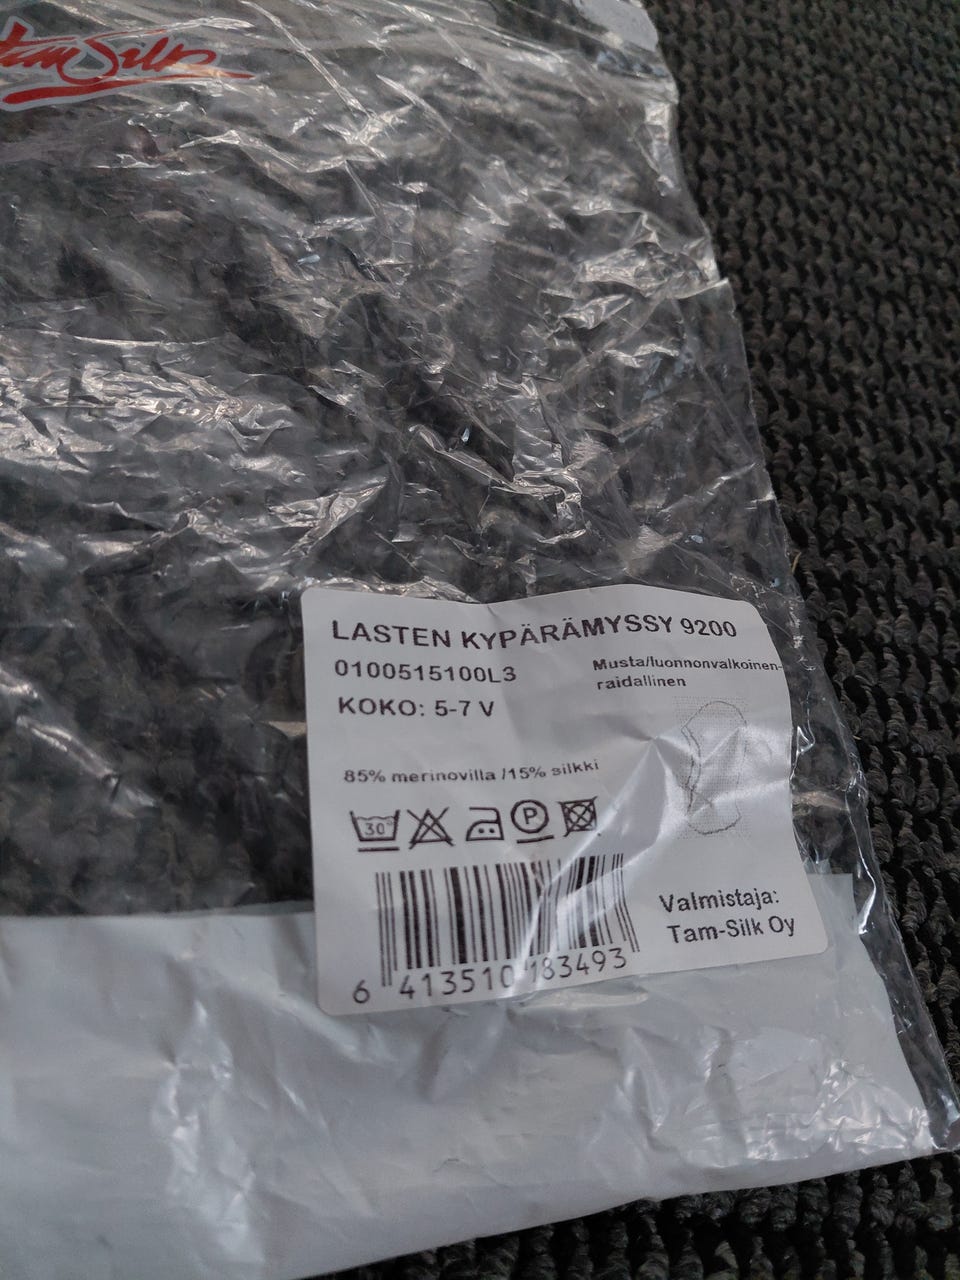 Tam Silk
LASTEN KYPÄRÄMYSSY 9200
0100515100L3
Musta/luonnonvalkoinen-
raidallinen
KOKO: 5-7 V
85% merinovilla /15% silkki
30°
P
Valmistaja:
Tam-Silk Oy
6 413510 183493